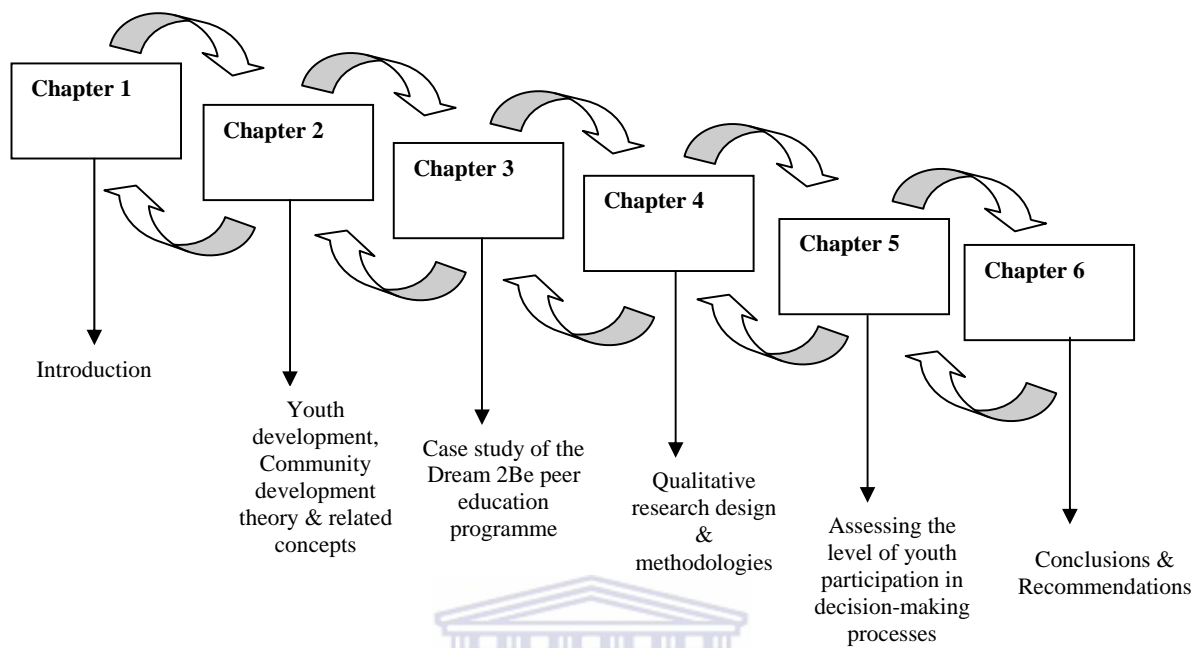 Chapter 1
Chapter 2
Chapter 3
Chapter 4
Chapter 5
Chapter 6
Introduction
Youth
development,
Community
development
theory & related
concepts
Case study of the
Dream 2Be peer
education
programme
Qualitative
research design
&
methodologies
Assessing the
level of youth
participation in
decision-making
processes
Conclusions &
Recommendations